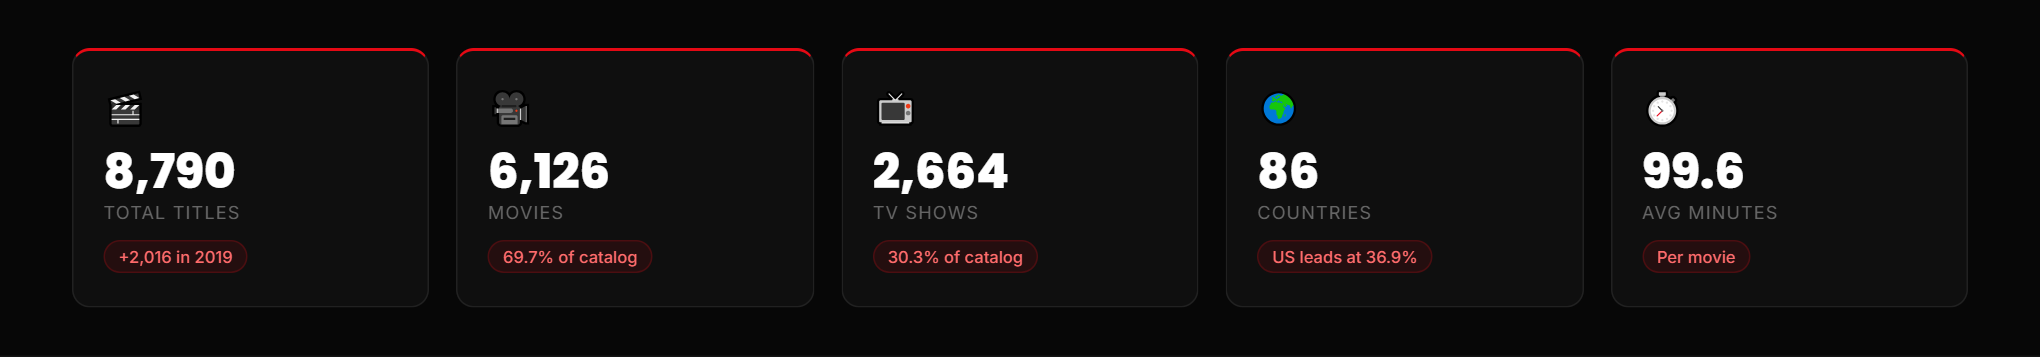 8,790
TOTAL TITLES
+2,016 in 2019
6,126
MOVIES
69.7% of catalog
2,664
TV SHOWS
30.3% of catalog
86
COUNTRIES
US leads at 36.9%
99.6
AVG MINUTES
Per movie